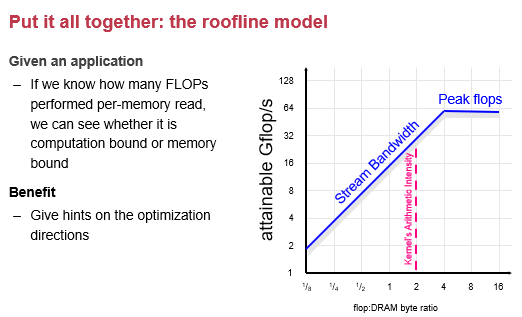 Put it all together: the roofline model
Given an application
– If we know how many FLOPs
performed per-memory read,
we can see whether it is
computation bound or memory
bound
Benefit
– Give hints on the optimization
directions
attainable Gflop/s
128
64
32
16
8
4
2
1
Peak flops
Stream Bandwidth
Kernel's Arithmetic Intensity
1/8 1/4 1/2 1 2 4 8 16
flop:DRAM byte ratio